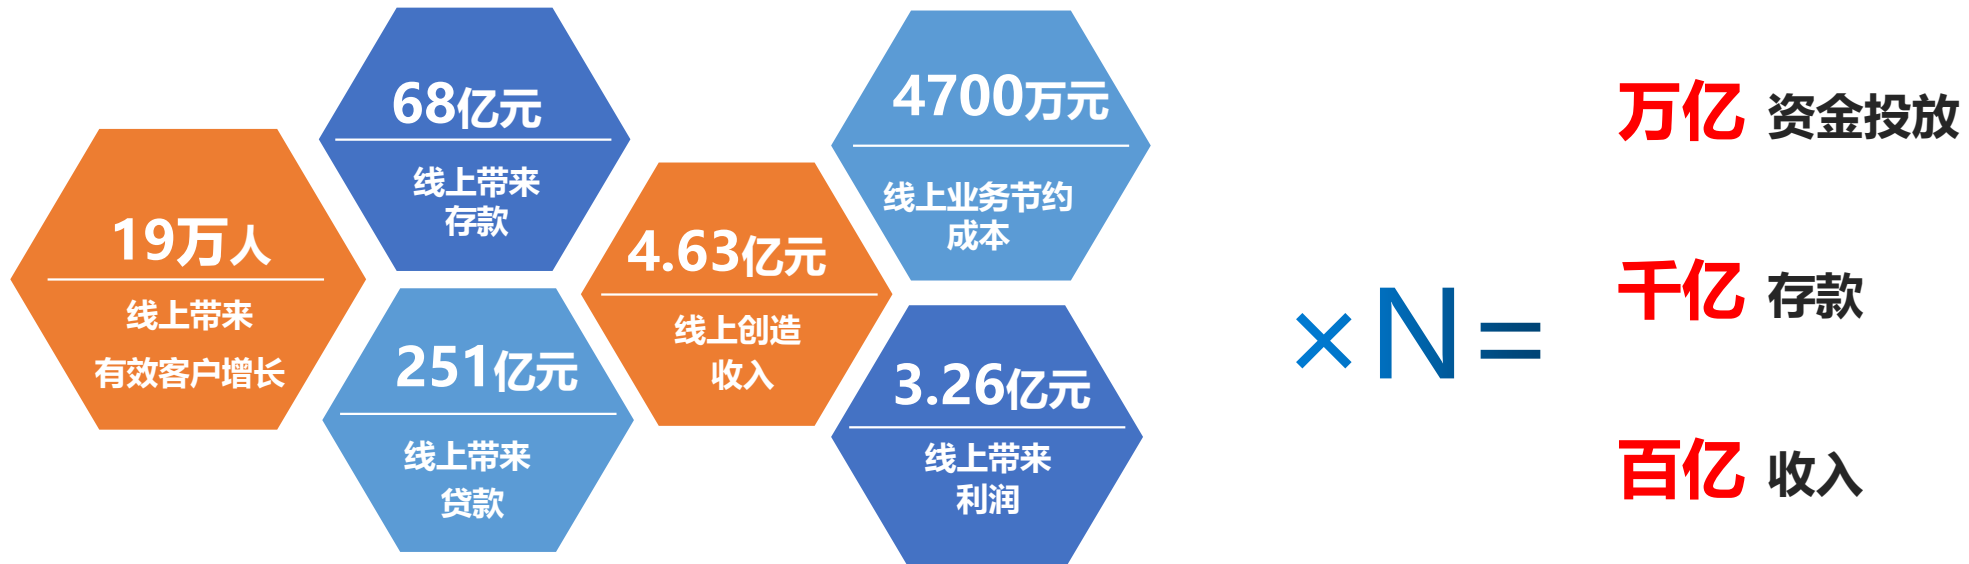 19万人
线上带来
有效客户增长
68亿元
线上带来
存款
251亿元
线上带来
贷款
4.63亿元
线上创造
收入
4700万元
线上业务节约
成本
3.26亿元
线上带来
利润
×N=
万亿 资金投放
千亿 存款
百亿 收入